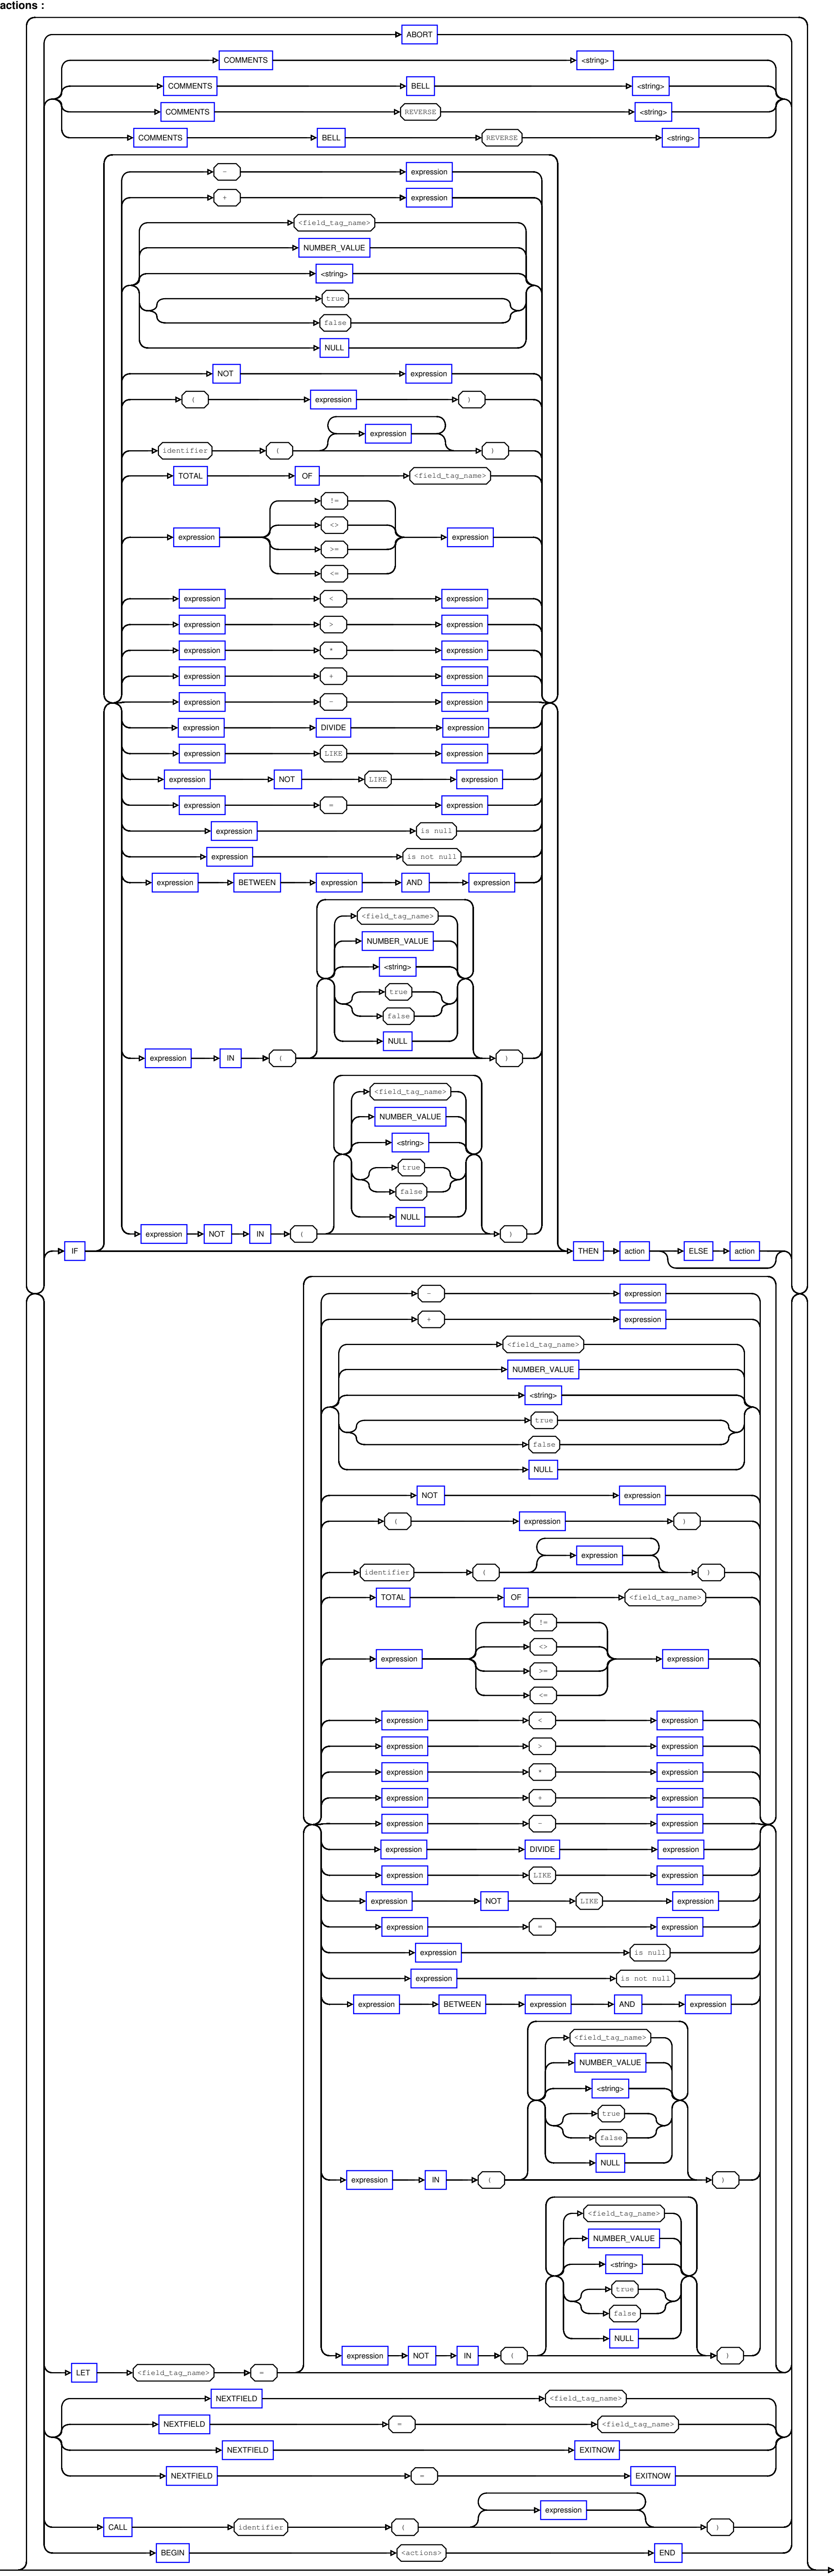 actions :
ABORT
COMMENTS <string>
COMMENTS BELL <string>
COMMENTS REVERSE <string>
COMMENTS BELL REVERSE <string>
- expression
+ expression
<field_tag_name>
NUMBER_VALUE
<string>
true
false
NULL
NOT expression
( expression )
expression
identifier ( )
TOTAL OF <field_tag_name>
!=
<>
expression expression
>=
<=
expression < expression
expression > expression
expression * expression
expression + expression
expression - expression
expression DIVIDE expression
expression LIKE expression
expression NOT LIKE expression
expression = expression
expression is null
expression is not null
expression BETWEEN expression AND expression
<field_tag_name>
NUMBER_VALUE
<string>
true
false
NULL
expression IN ( )
<field_tag_name>
NUMBER_VALUE
<string>
true
false
NULL
expression NOT IN ( )
IF THEN action ELSE action
- expression
+ expression
<field_tag_name>
NUMBER_VALUE
<string>
true
false
NULL
NOT expression
( expression )
expression
identifier ( )
TOTAL OF <field_tag_name>
!=
<>
expression expression
>=
<=
expression < expression
expression > expression
expression * expression
expression + expression
expression - expression
expression DIVIDE expression
expression LIKE expression
expression NOT LIKE expression
expression = expression
expression is null
expression is not null
expression BETWEEN expression AND expression
<field_tag_name>
NUMBER_VALUE
<string>
true
false
NULL
expression IN ( )
<field_tag_name>
NUMBER_VALUE
<string>
true
false
NULL
expression NOT IN ( )
LET <field_tag_name> =
NEXTFIELD <field_tag_name>
NEXTFIELD = <field_tag_name>
NEXTFIELD EXITNOW
NEXTFIELD = EXITNOW
expression
CALL identifier ( )
BEGIN <actions> END